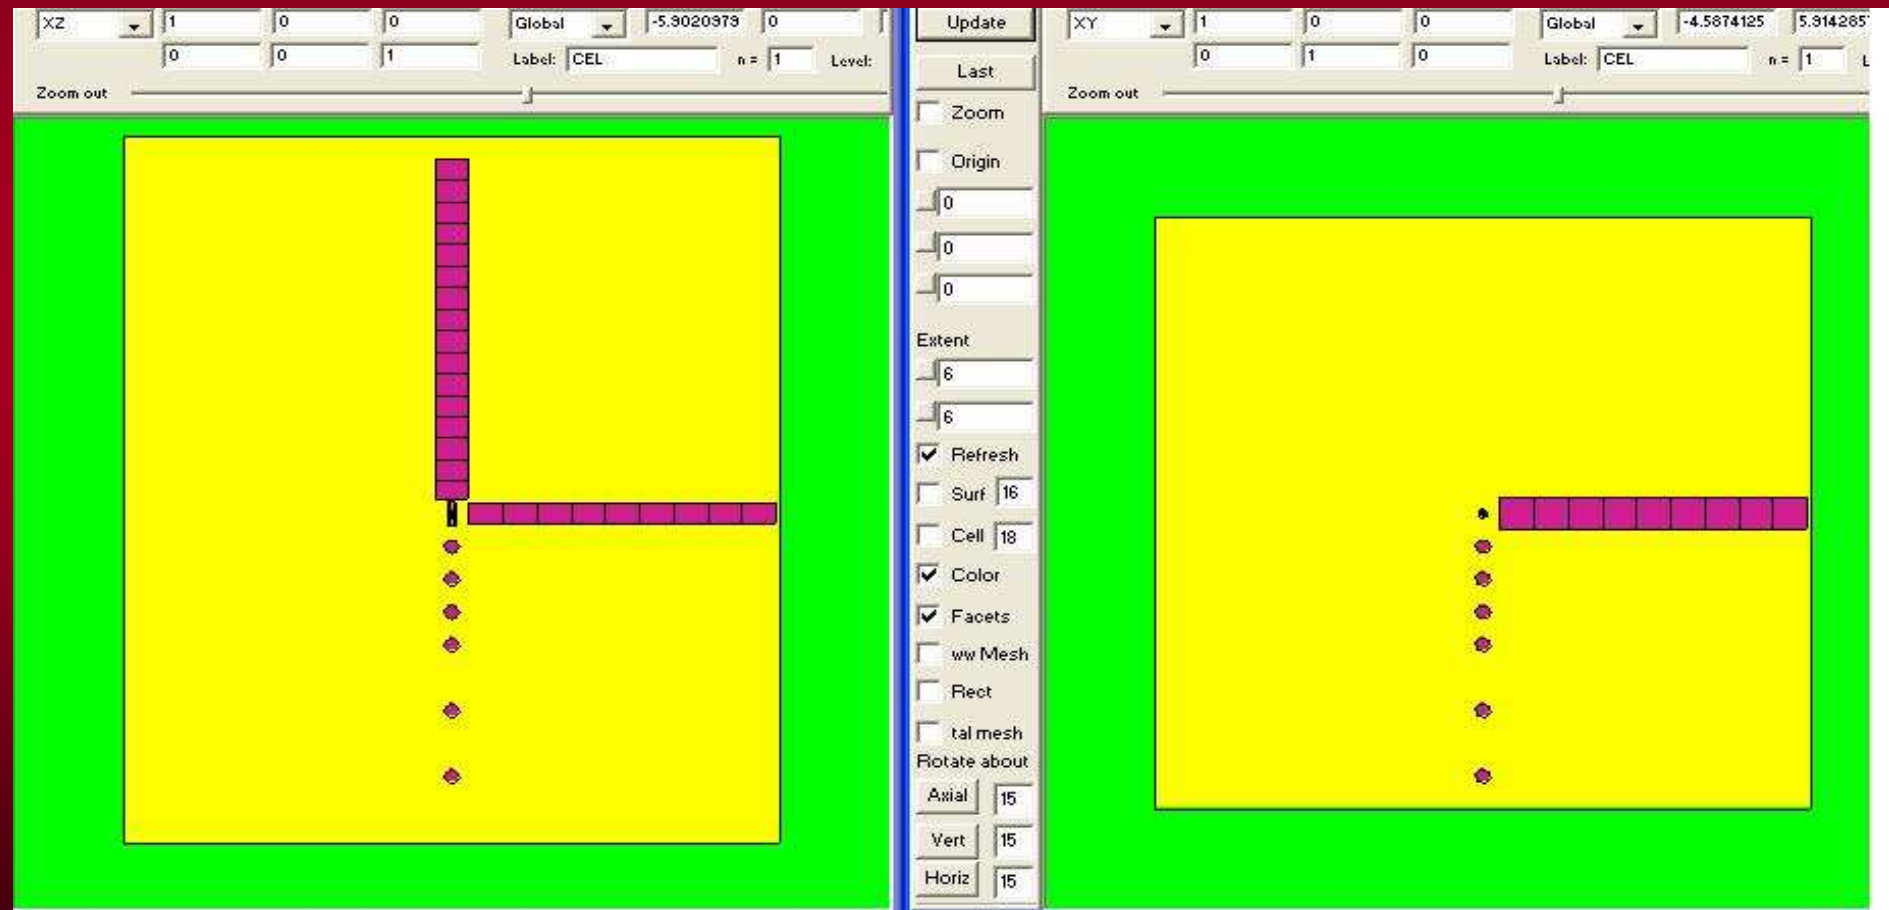 XZ 1 0 0 Global -5.9020979 0
0 0 1 Label: CEL n = 1 Level:
Zoom out
Update
Last
Zoom
Origin
0
0
0
Extent
6
6
Refresh
Surf 16
Cell 18
Color
Facets
ww Mesh
Rect
tal mesh
Rotate about
Axial 15
Vert 15
Horiz 15
XY 1 0 0 Global -4.5874125 5.914285
0 1 0 Label: CEL n = 1 L
Zoom out